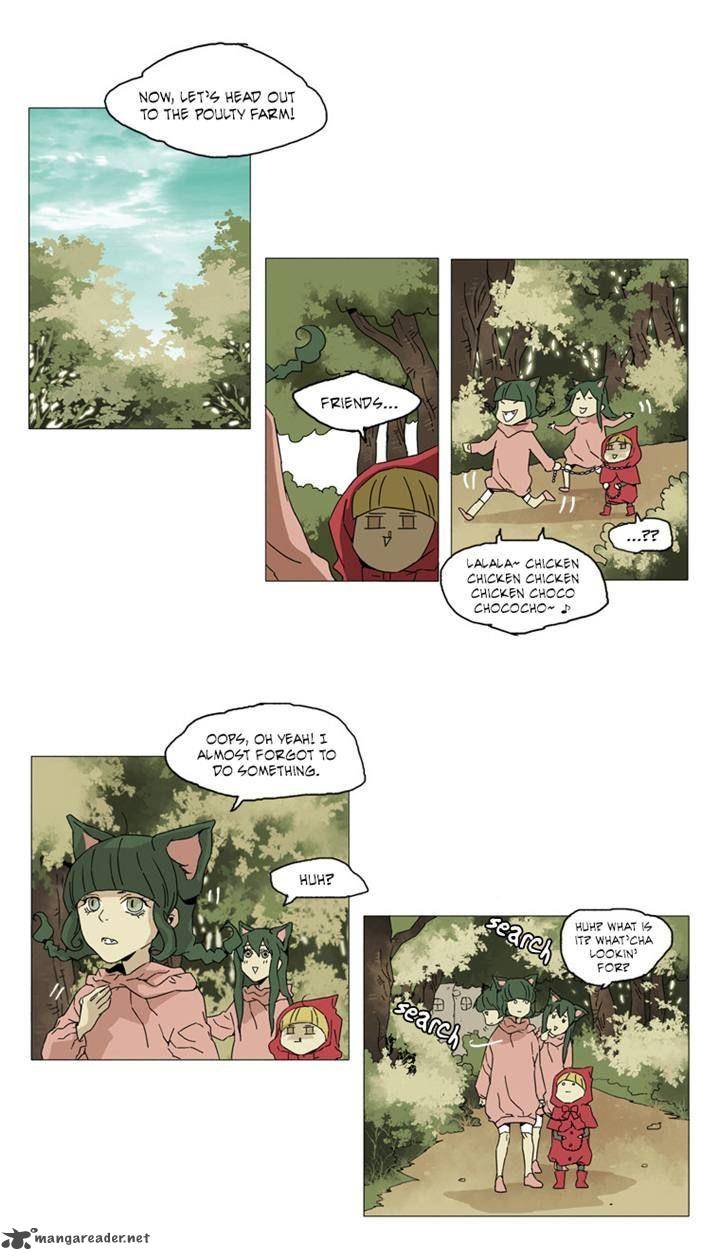 NOW, LET'S HEAD OUT
TO THE POULTY FARM!
FRIENDS...
...??
LALALA~ CHICKEN
CHICKEN CHICKEN
CHICKEN CHOCO
CHOCOCHO~ ♪
OOPS, OH YEAH! I
ALMOST FORGOT TO
DO SOMETHING.
HUH?
search
HUH? WHAT IS
IT? WHAT'CHA
LOOKIN'
FOR?
search
mangareader.net